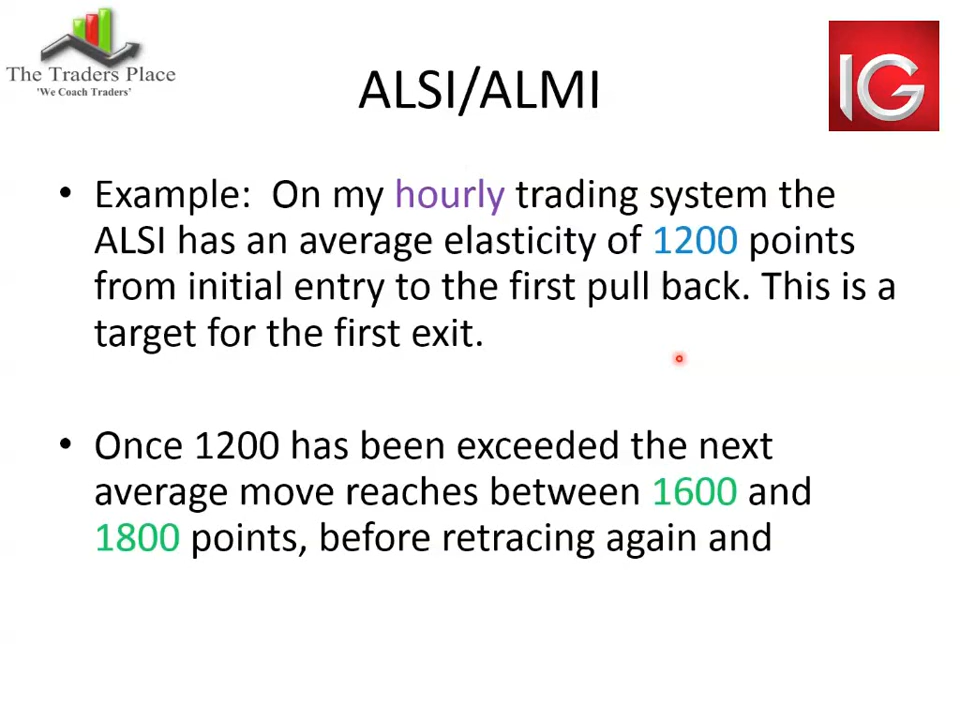 The Traders Place
'We Coach Traders'
IG
ALSI/ALMI
• Example:  On my hourly trading system the
ALSI has an average elasticity of 1200 points
from initial entry to the first pull back. This is a
target for the first exit.
• Once 1200 has been exceeded the next
average move reaches between 1600 and
1800 points, before retracing again and